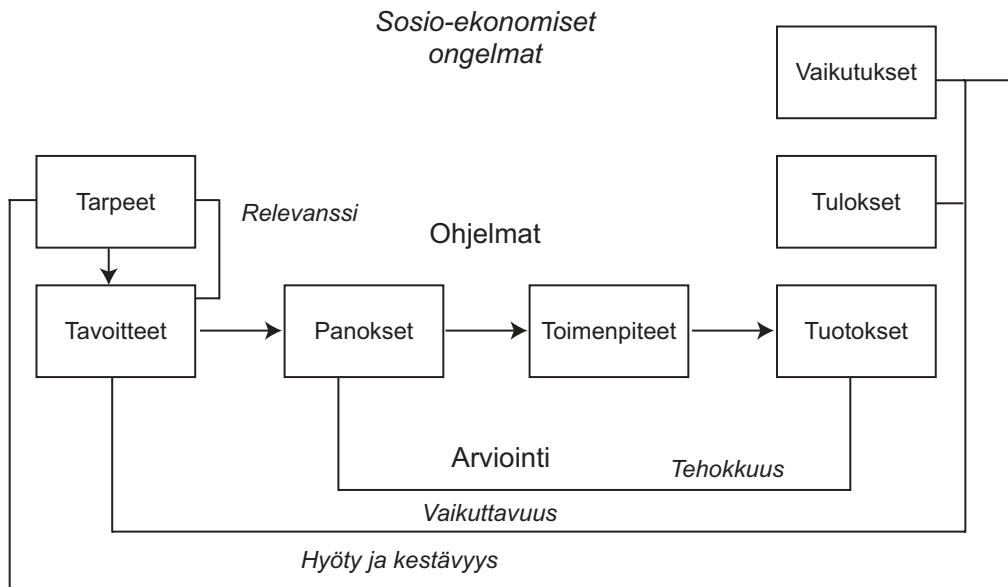 Sosio-ekonomiset
ongelmat
Vaikutukset
Tarpeet
Relevanssi
Tulokset
Ohjelmat
Tavoitteet
Panokset
Toimenpiteet
Tuotokset
Arviointi
Tehokkuus
Vaikuttavuus
Hyöty ja kestävyys